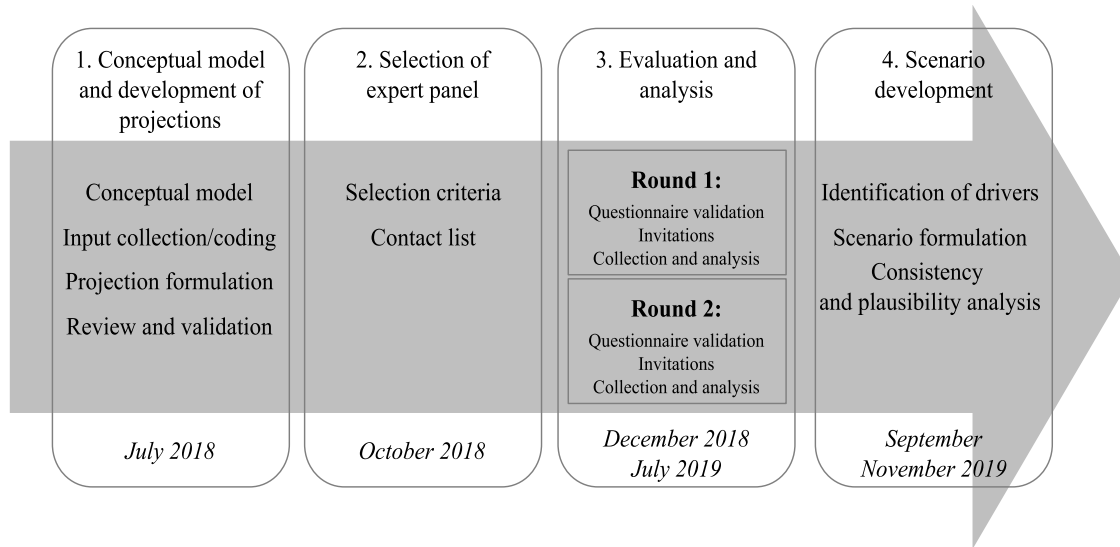 1. Conceptual model
and development of
projections
Conceptual model
Input collection/coding
Projection formulation
Review and validation
July 2018
2. Selection of
expert panel
Selection criteria
Contact list
October 2018
3. Evaluation and
analysis
Round 1:
Questionnaire validation
Invitations
Collection and analysis
Round 2:
Questionnaire validation
Invitations
Collection and analysis
December 2018
July 2019
4. Scenario
development
Identification of drivers
Scenario formulation
Consistency
and plausibility analysis
September
November 2019